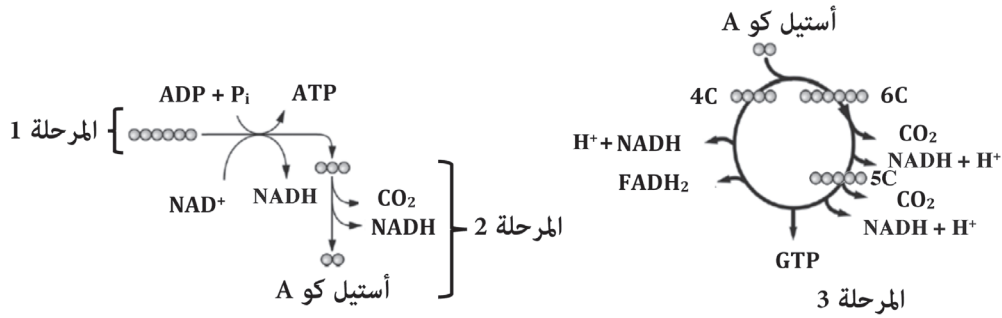 ADP + Pi
ATP
المرحلة 1
NAD+
NADH
CO2
NADH
المرحلة 2
أستيل كو A
أستيل كو A
4C
6C
CO2
NADH + H+
5C
CO2
NADH + H+
H+ + NADH
FADH2
GTP
المرحلة 3